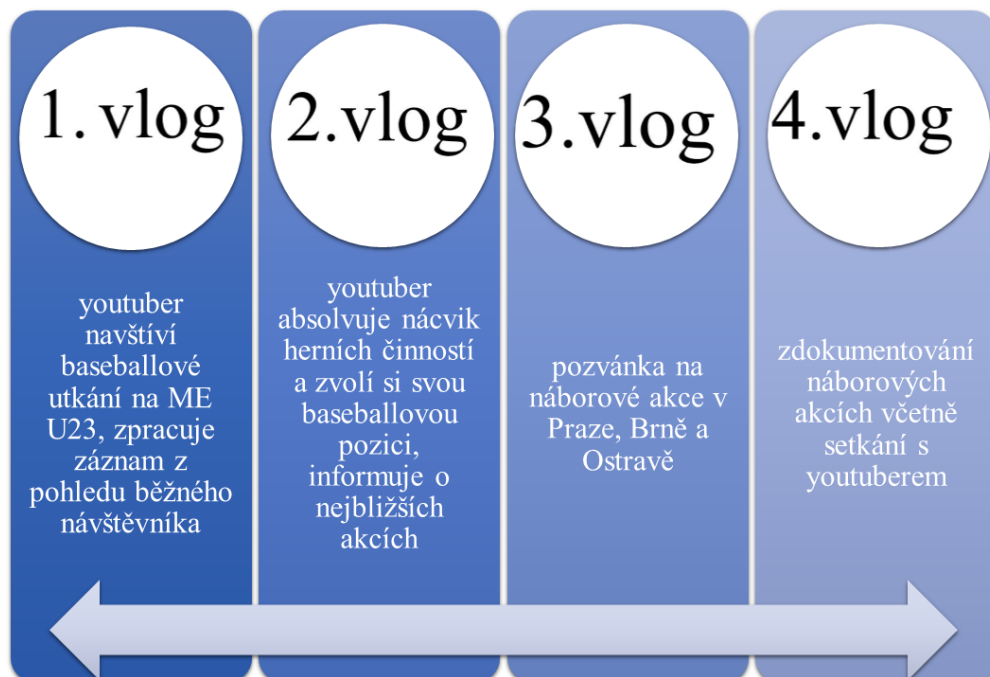 1. vlog
youtuber
navštíví
baseballové
utkání na ME
U23, zpracuje
záznam z
pohledu běžného
návštěvníka
2.vlog
youtuber
absolvuje nácvik
herních činností
a zvolí si svou
baseballovou
pozici,
informuje o
nejbližších
akcích
3.vlog
pozvánka na
náborové akce v
Praze, Brně a
Ostravě
4.vlog
zdokumentování
náborových
akcích včetně
setkání s
youtuberem